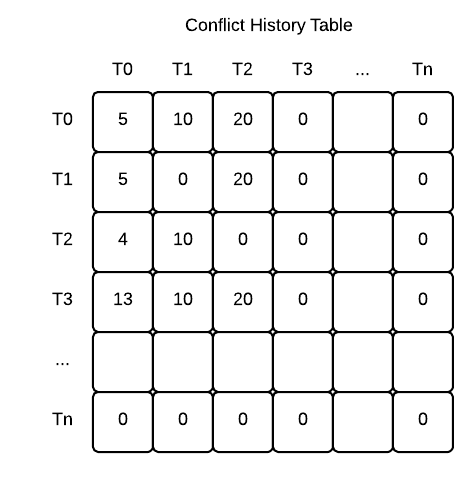 Conflict History Table
T0 T1 T2 T3 ... Tn
T0 5 10 20 0 0
T1 5 0 20 0 0
T2 4 10 0 0 0
T3 13 10 20 0 0
...
Tn 0 0 0 0 0